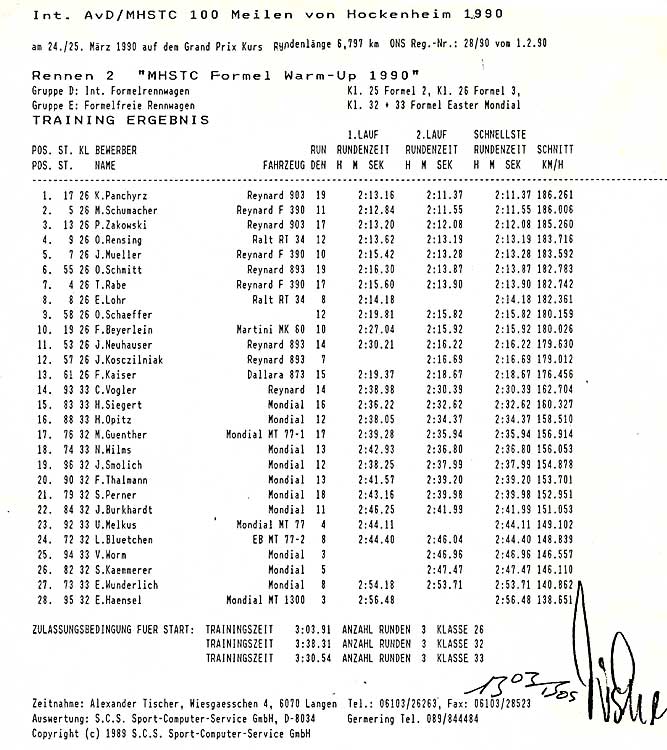 Int. AvD/MHSTC 100 Meilen von Hockenheim 1990
am 24./25. März 1990 auf dem Grand Prix Kurs Ryndenlänge 6,797 km ONS Reg.-Nr.: 28/90 vom 1.2.90
Rennen 2 "MHSTC Formel Warm-Up 1990"
Gruppe D: Int. Formelrennwagen Kl. 25 Formel 2, Kl. 26 Formel 3,
Gruppe E: Formelfreie Rennwagen Kl. 32 + 33 Formel Easter Mondial
TRAINING ERGEBNIS
1.LAUF 2.LAUF SCHNELLSTE
POS. ST. KL BEWERBER RUN RUNDENZEIT RUNDENZEIT RUNDENZEIT SCHNITT
POS. ST. NAME FAHRZEUG DEN H M SEK H M SEK H M SEK KM/H
1. 17 26 K.Panchyrz Reynard 903 19 2:13.16 2:11.37 2:11.37 186.261
2. 5 26 M.Schumacher Reynard F 390 11 2:12.84 2:11.55 2:11.55 186.006
3. 13 26 P.Zakowski Reynard 903 17 2:13.20 2:12.08 2:12.08 185.260
4. 9 26 O.Rensing Ralt RT 34 12 2:13.62 2:13.19 2:13.19 183.716
5. 7 26 J.Mueller Reynard F 390 10 2:15.42 2:13.28 2:13.28 183.592
6. 55 26 O.Schmitt Reynard 893 19 2:16.30 2:13.87 2:13.87 182.783
7. 4 26 T.Rabe Reynard F 390 17 2:15.60 2:13.90 2:13.90 182.742
8. 8 26 E.Lohr Ralt RT 34 8 2:14.18 2:14.18 182.361
3. 58 26 O.Schaeffer 12 2:19.81 2:15.82 2:15.82 180.159
10. 19 26 F.Beyerlein Martini MK 60 10 2:27.04 2:15.92 2:15.92 180.026
11. 53 26 J.Neuhauser Reynard 893 14 2:30.21 2:16.22 2:16.22 179.630
12. 57 26 J.Kosczilniak Reynard 893 7 2:16.69 2:16.69 179.012
13. 61 26 F.Kaiser Dallara 873 15 2:19.37 2:18.67 2:18.67 176.456
14. 93 33 C.Vogler Reynard 14 2:38.98 2:30.39 2:30.39 162.704
15. 83 33 H.Siegert Mondial 16 2:36.22 2:32.62 2:32.62 160.327
16. 88 33 H.Opitz Mondial 12 2:38.05 2:34.37 2:34.37 158.510
17. 76 32 M.Guenther Mondial MT 77-1 17 2:39.28 2:35.94 2:35.94 156.914
18. 74 33 N.Wilms Mondial 13 2:42.93 2:36.80 2:36.80 156.053
19. 96 32 J.Smolich Mondial 12 2:38.25 2:37.99 2:37.99 154.878
20. 90 32 F.Thalmann Mondial 13 2:41.57 2:39.20 2:39.20 153.701
21. 79 32 S.Perner Mondial 18 2:43.16 2:39.98 2:39.98 152.951
22. 84 32 J.Burkhardt Mondial 11 2:46.25 2:41.99 2:41.99 151.053
23. 92 33 U.Melkus Mondial MT 77 4 2:44.11 2:44.11 149.102
24. 72 32 L.Bluetchen EB MT 77-2 8 2:44.40 2:46.04 2:44.40 148.839
25. 94 33 V.Worm Mondial 3 2:46.96 2:46.96 146.557
26. 82 32 S.Kaemmerer Mondial 5 2:47.47 2:47.47 146.110
27. 73 33 E.Wunderlich Mondial 8 2:54.18 2:53.71 2:53.71 140.862
28. 95 32 E.Haensel Mondial MT 1300 3 2:56.48 2:56.48 138.651
ZULASSUNGSBEDINGUNG FUER START: TRAININGSZEIT 3:03.91 ANZAHL RUNDEN 3 KLASSE 26
TRAININGSZEIT 3:38.31 ANZAHL RUNDEN 3 KLASSE 32
TRAININGSZEIT 3:30.54 ANZAHL RUNDEN 3 KLASSE 33
1303 1305
Zeitnahme: Alexander Tischer, Wiesgaesschen 4, 6070 Langen Tel.: 06103/26263, Fax: 06103/28523
Auswertung: S.C.S. Sport-Computer-Service GmbH, D-8034 Germering Tel. 089/844484
Copyright (c) 1989 S.C.S. Sport-Computer-Service GmbH